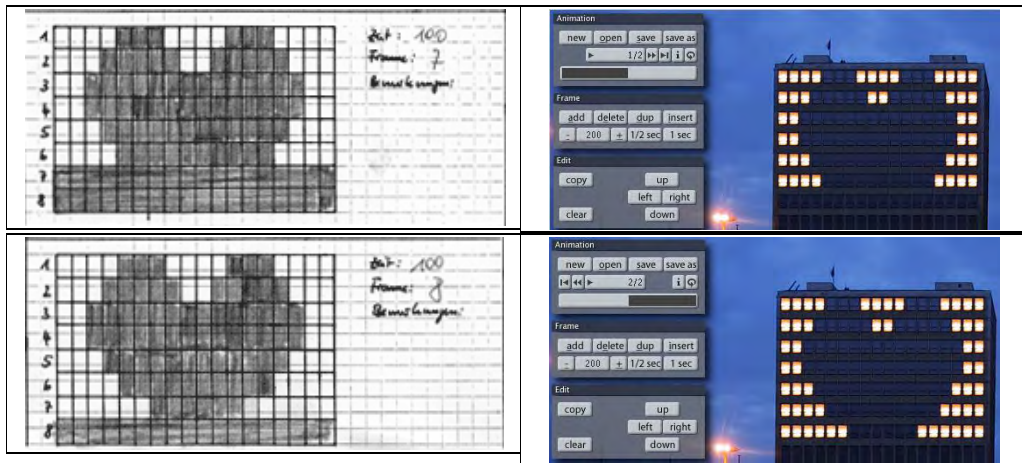 1 Zeit: 100
2 Frame: 7
3 Bemerkungen:
4
5
6
7
8
Animation
new open save save as
1/2 i
Frame
add delete dup insert
- 200 + 1/2 sec 1 sec
Edit
copy up
left right
clear down
1 Zeit: 100
2 Frame: 8
3 Bemerkungen:
4
5
6
7
8
Animation
new open save save as
2/2 i
Frame
add delete dup insert
- 200 + 1/2 sec 1 sec
Edit
copy up
left right
clear down